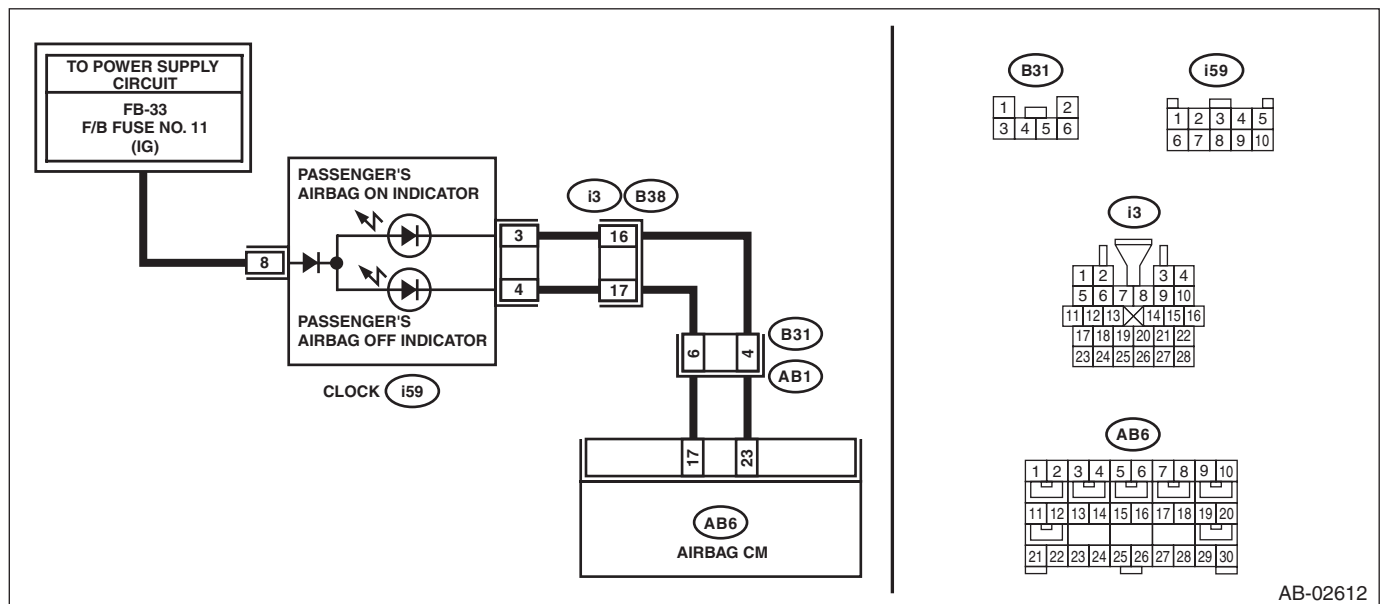 TO POWER SUPPLY
CIRCUIT
FB-33
F/B FUSE NO. 11
(IG)
PASSENGER'S
AIRBAG ON INDICATOR
8
3
4
PASSENGER'S
AIRBAG OFF INDICATOR
CLOCK i59
i3 B38
16
17
6 4
B31
AB1
17 23
AB6
AIRBAG CM
B31
1 2
3 4 5 6
i59
1 2 3 4 5
6 7 8 9 10
i3
1 2 3 4
5 6 7 8 9 10
11 12 13 14 15 16
17 18 19 20 21 22
23 24 25 26 27 28
AB6
1 2 3 4 5 6 7 8 9 10
11 12 13 14 15 16 17 18 19 20
21 22 23 24 25 26 27 28 29 30
AB-02612